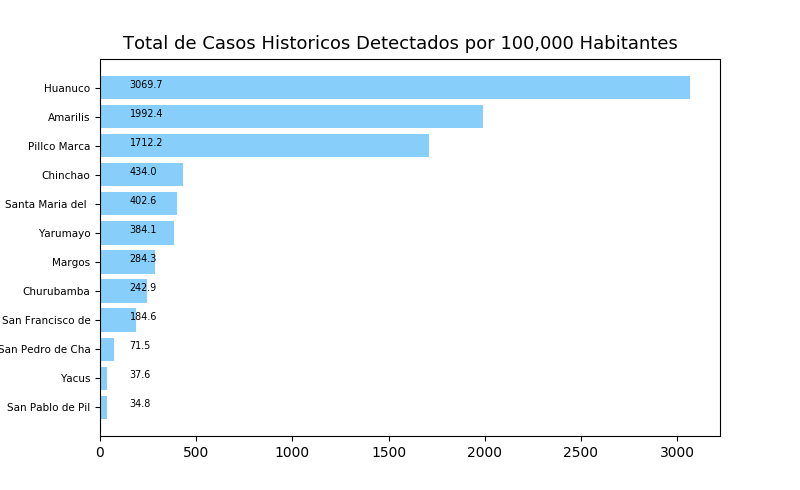 Total de Casos Historicos Detectados por 100,000 Habitantes
Huanuco 3069.7
Amarilis 1992.4
Pillco Marca 1712.2
Chinchao 434.0
Santa Maria del 402.6
Yarumayo 384.1
Margos 284.3
Churubamba 242.9
San Francisco de 184.6
San Pedro de Cha 71.5
Yacus 37.6
San Pablo de Pil 34.8
0 500 1000 1500 2000 2500 3000